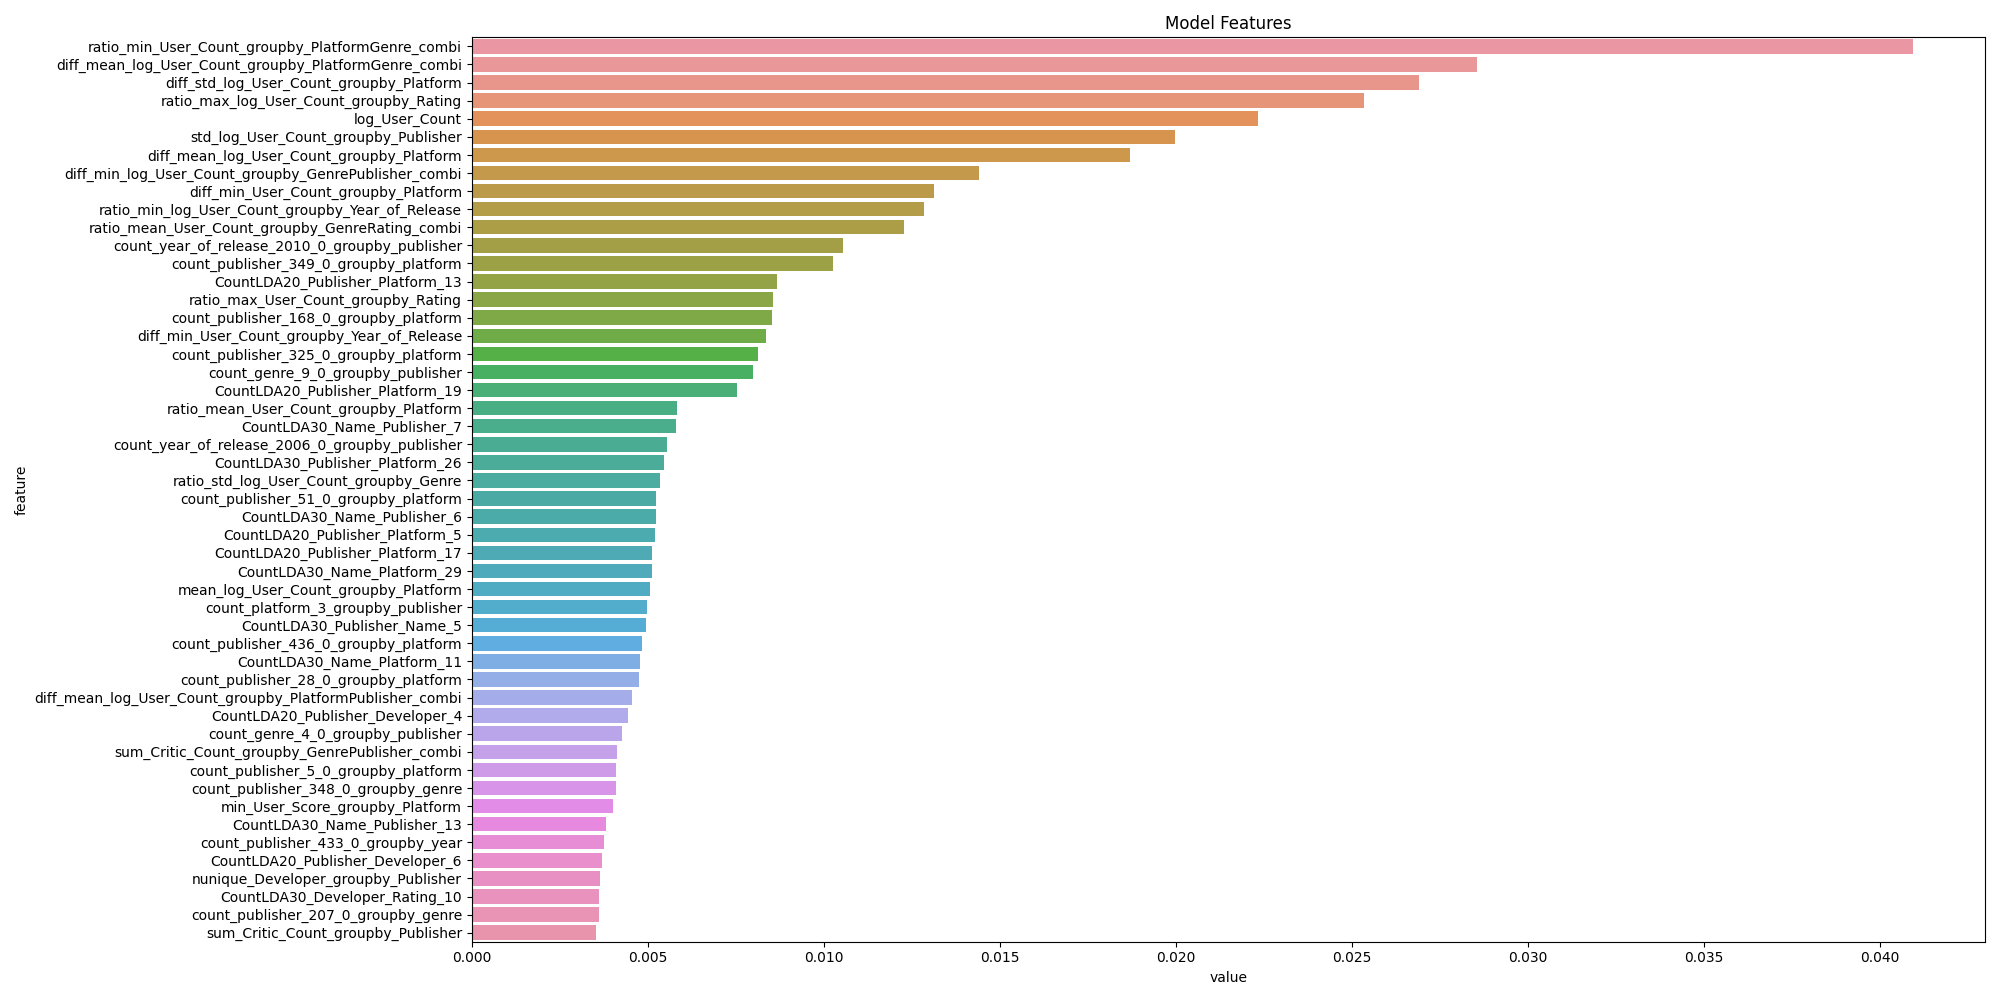 Model Features
ratio_min_User_Count_groupby_PlatformGenre_combi
diff_mean_log_User_Count_groupby_PlatformGenre_combi
diff_std_log_User_Count_groupby_Platform
ratio_max_log_User_Count_groupby_Rating
log_User_Count
std_log_User_Count_groupby_Publisher
diff_mean_log_User_Count_groupby_Platform
diff_min_log_User_Count_groupby_GenrePublisher_combi
diff_min_User_Count_groupby_Platform
ratio_min_log_User_Count_groupby_Year_of_Release
ratio_mean_User_Count_groupby_GenreRating_combi
count_year_of_release_2010_0_groupby_publisher
count_publisher_349_0_groupby_platform
CountLDA20_Publisher_Platform_13
ratio_max_User_Count_groupby_Rating
count_publisher_168_0_groupby_platform
diff_min_User_Count_groupby_Year_of_Release
count_publisher_325_0_groupby_platform
count_genre_9_0_groupby_publisher
CountLDA20_Publisher_Platform_19
ratio_mean_User_Count_groupby_Platform
CountLDA30_Name_Publisher_7
count_year_of_release_2006_0_groupby_publisher
CountLDA30_Publisher_Platform_26
ratio_std_log_User_Count_groupby_Genre
count_publisher_51_0_groupby_platform
CountLDA30_Name_Publisher_6
CountLDA20_Publisher_Platform_5
CountLDA20_Publisher_Platform_17
CountLDA30_Name_Platform_29
mean_log_User_Count_groupby_Platform
count_platform_3_groupby_publisher
CountLDA30_Publisher_Name_5
count_publisher_436_0_groupby_platform
CountLDA30_Name_Platform_11
count_publisher_28_0_groupby_platform
diff_mean_log_User_Count_groupby_PlatformPublisher_combi
CountLDA20_Publisher_Developer_4
count_genre_4_0_groupby_publisher
sum_Critic_Count_groupby_GenrePublisher_combi
count_publisher_5_0_groupby_platform
count_publisher_348_0_groupby_genre
min_User_Score_groupby_Platform
CountLDA30_Name_Publisher_13
count_publisher_433_0_groupby_year
CountLDA20_Publisher_Developer_6
nunique_Developer_groupby_Publisher
CountLDA30_Developer_Rating_10
count_publisher_207_0_groupby_genre
sum_Critic_Count_groupby_Publisher
feature
0.000 0.005 0.010 0.015 0.020 0.025 0.030 0.035 0.040
value